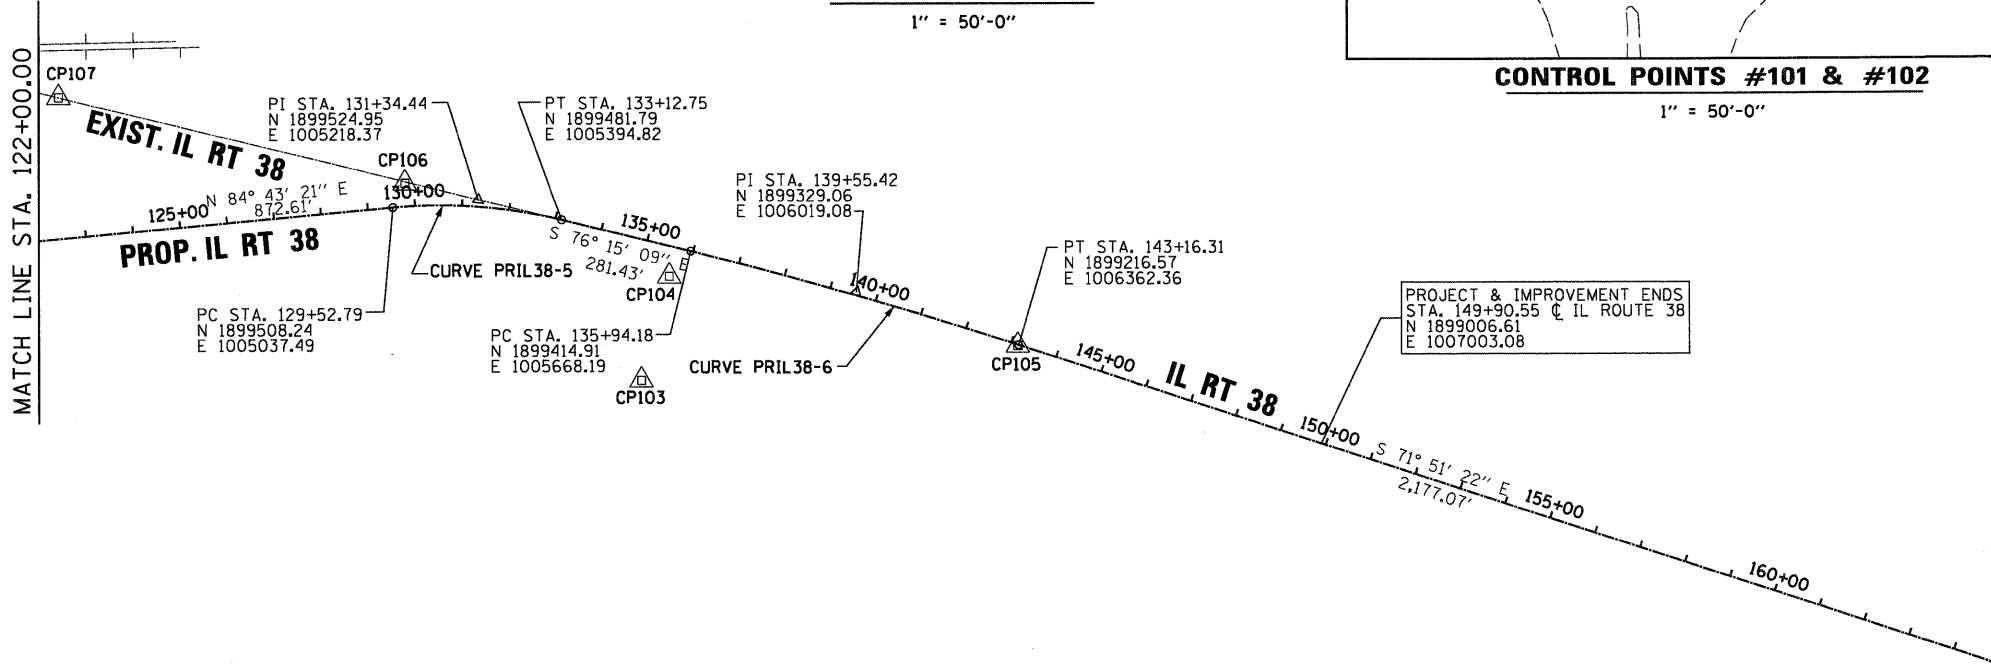 1" = 50'-0"
CONTROL POINTS #101 & #102
1" = 50'-0"
MATCH LINE STA. 122+00.00
CP107
EXIST. IL RT 38
PI STA. 131+34.44
N 1899524.95
E 1005218.37
PT STA. 133+12.75
N 1899481.79
E 1005394.82
CP106
130+00
N 84° 43' 21" E
872.61'
125+00
PROP. IL RT 38
PI STA. 139+55.42
N 1899329.06
E 1006019.08
135+00
S 76° 15' 09" E
281.43'
CURVE PRIL38-5
CP104
140+00
PT STA. 143+16.31
N 1899216.57
E 1006362.36
PC STA. 129+52.79
N 1899508.24
E 1005037.49
PC STA. 135+94.18
N 1899414.91
E 1005668.19
CURVE PRIL38-6
CP103
CP105
145+00
IL RT 38
PROJECT & IMPROVEMENT ENDS
STA. 149+90.55 ℄ IL ROUTE 38
N 1899006.61
E 1007003.08
150+00
S 71° 51' 22" E
2,177.07'
155+00
160+00